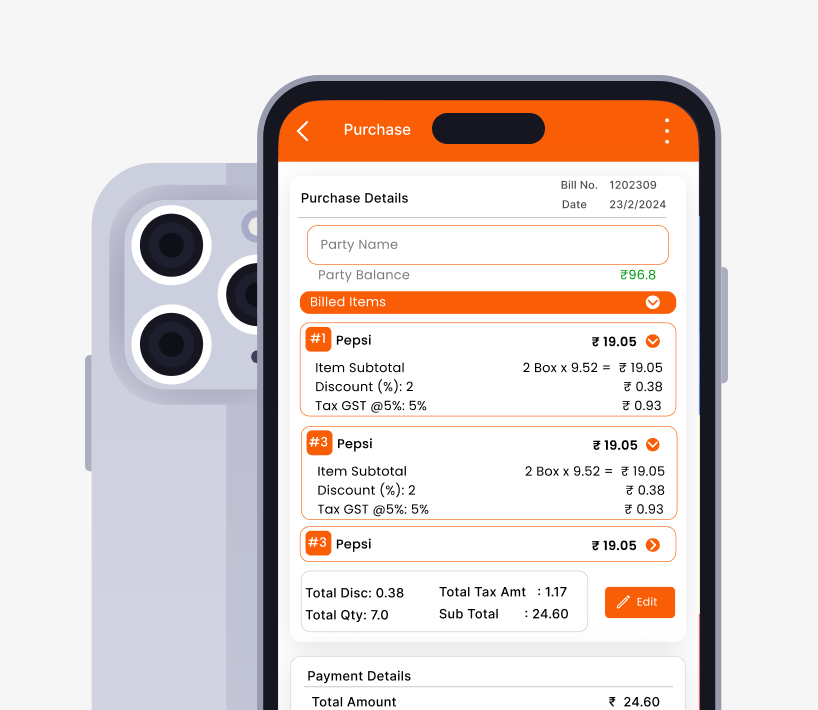 Purchase
Purchase Details
Bill No. 1202309
Date 23/2/2024
Party Name
Party Balance ₹96.8
Billed Items
#1 Pepsi ₹ 19.05
Item Subtotal 2 Box x 9.52 = ₹ 19.05
Discount (%): 2 ₹ 0.38
Tax GST @5%: 5% ₹ 0.93
#3 Pepsi ₹ 19.05
Item Subtotal 2 Box x 9.52 = ₹ 19.05
Discount (%): 2 ₹ 0.38
Tax GST @5%: 5% ₹ 0.93
#3 Pepsi ₹ 19.05
Total Disc: 0.38 Total Tax Amt : 1.17
Total Qty: 7.0 Sub Total : 24.60
Edit
Payment Details
Total Amount ₹ 24.60